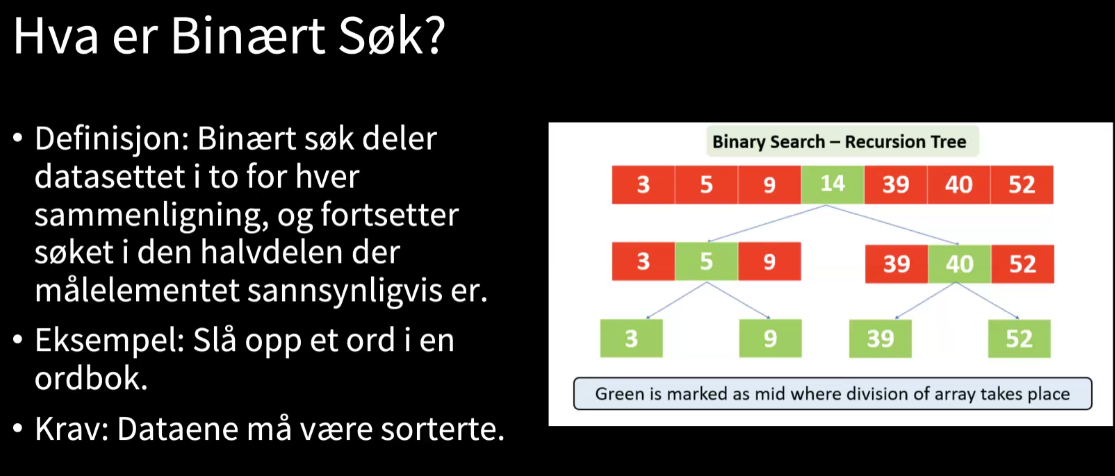 Hva er Binært Søk?
• Definisjon: Binært søk deler
datasettet i to for hver
sammenligning, og fortsetter
søket i den halvdelen der
målelementet sannsynligvis er.
• Eksempel: Slå opp et ord i en
ordbok.
• Krav: Dataene må være sorterte.
Binary Search – Recursion Tree
3 5 9 14 39 40 52
3 5 9 39 40 52
3 9 39 52
Green is marked as mid where division of array takes place